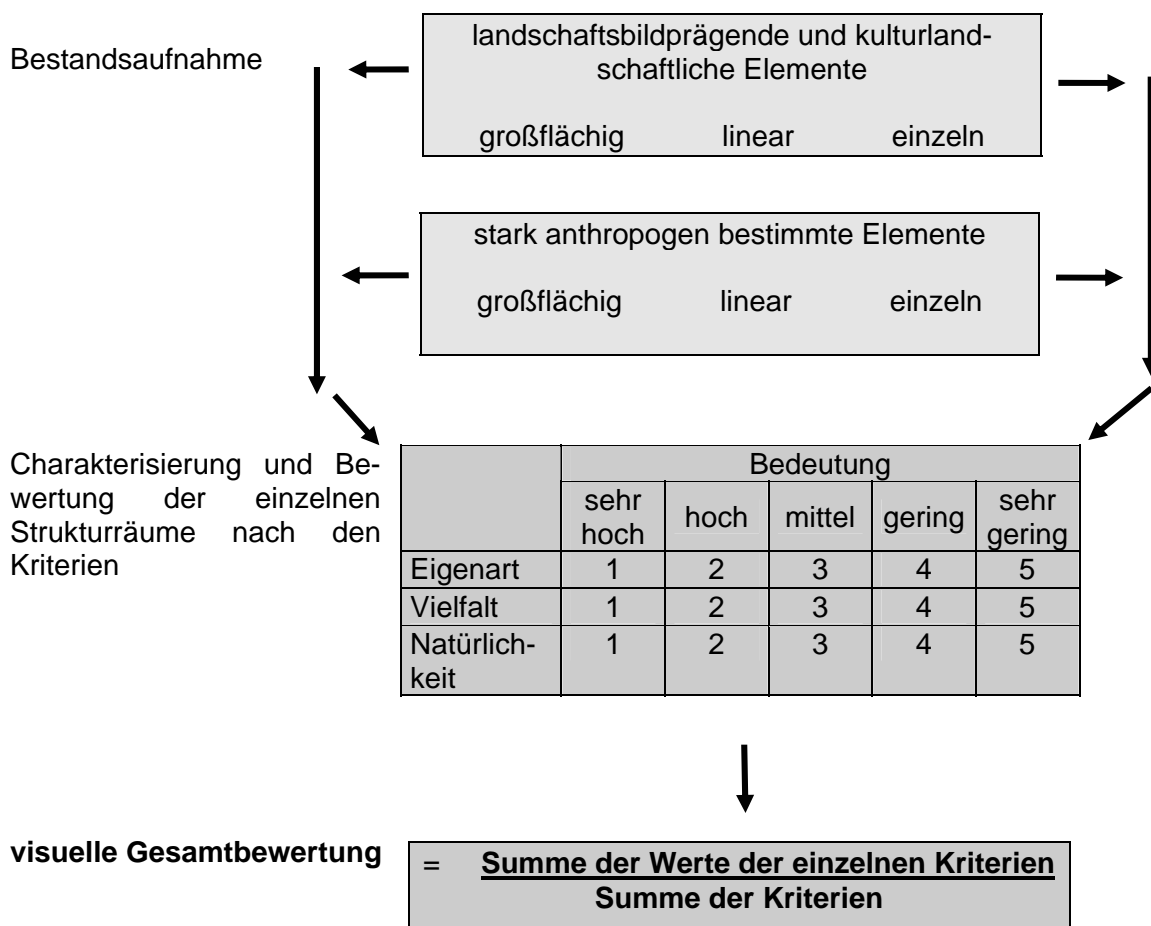 Bestandsaufnahme
landschaftsbildprägende und kulturland-
schaftliche Elemente
großflächig linear einzeln
stark anthropogen bestimmte Elemente
großflächig linear einzeln
Charakterisierung und Be-
wertung der einzelnen
Strukturräume nach den
Kriterien
Bedeutung
sehr hoch hoch mittel gering sehr gering
Eigenart 1 2 3 4 5
Vielfalt 1 2 3 4 5
Natürlich-
keit 1 2 3 4 5
visuelle Gesamtbewertung
= Summe der Werte der einzelnen Kriterien
Summe der Kriterien